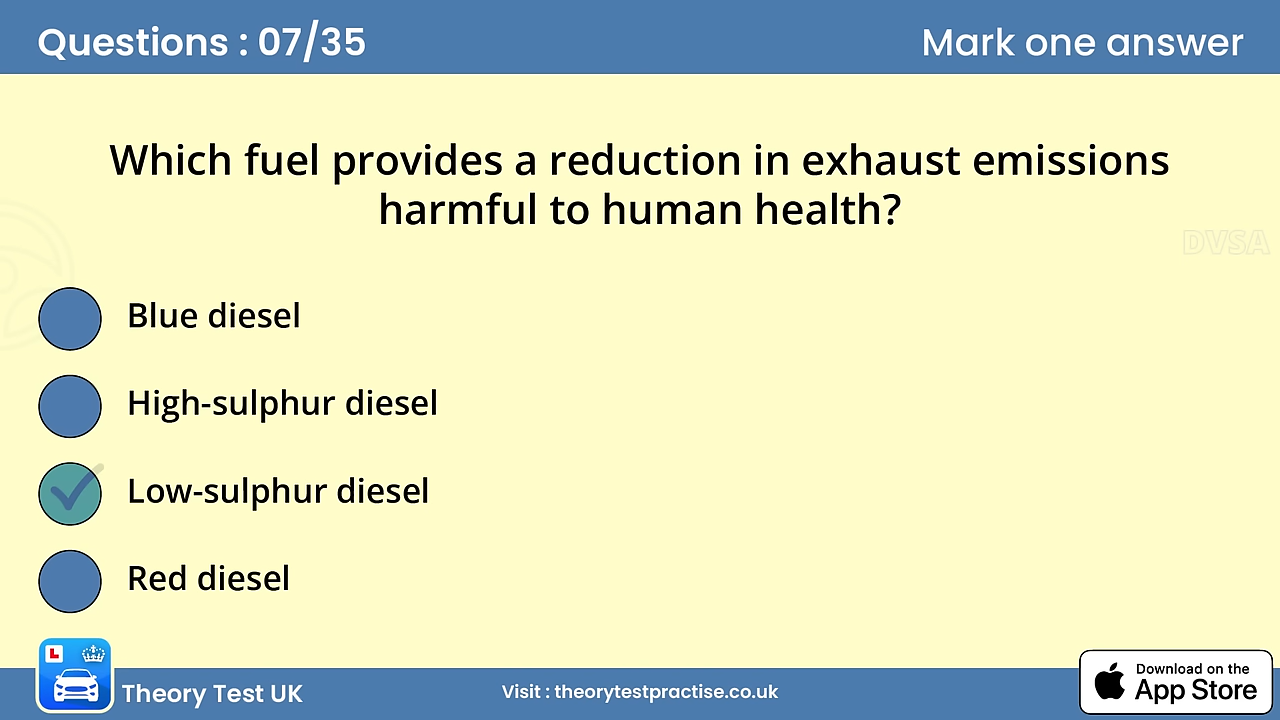 Questions : 07/35
Mark one answer
Which fuel provides a reduction in exhaust emissions
harmful to human health?
DVSA
Blue diesel
High-sulphur diesel
Low-sulphur diesel
Red diesel
L
Theory Test UK
Visit : theorytestpractise.co.uk
Download on the
App Store